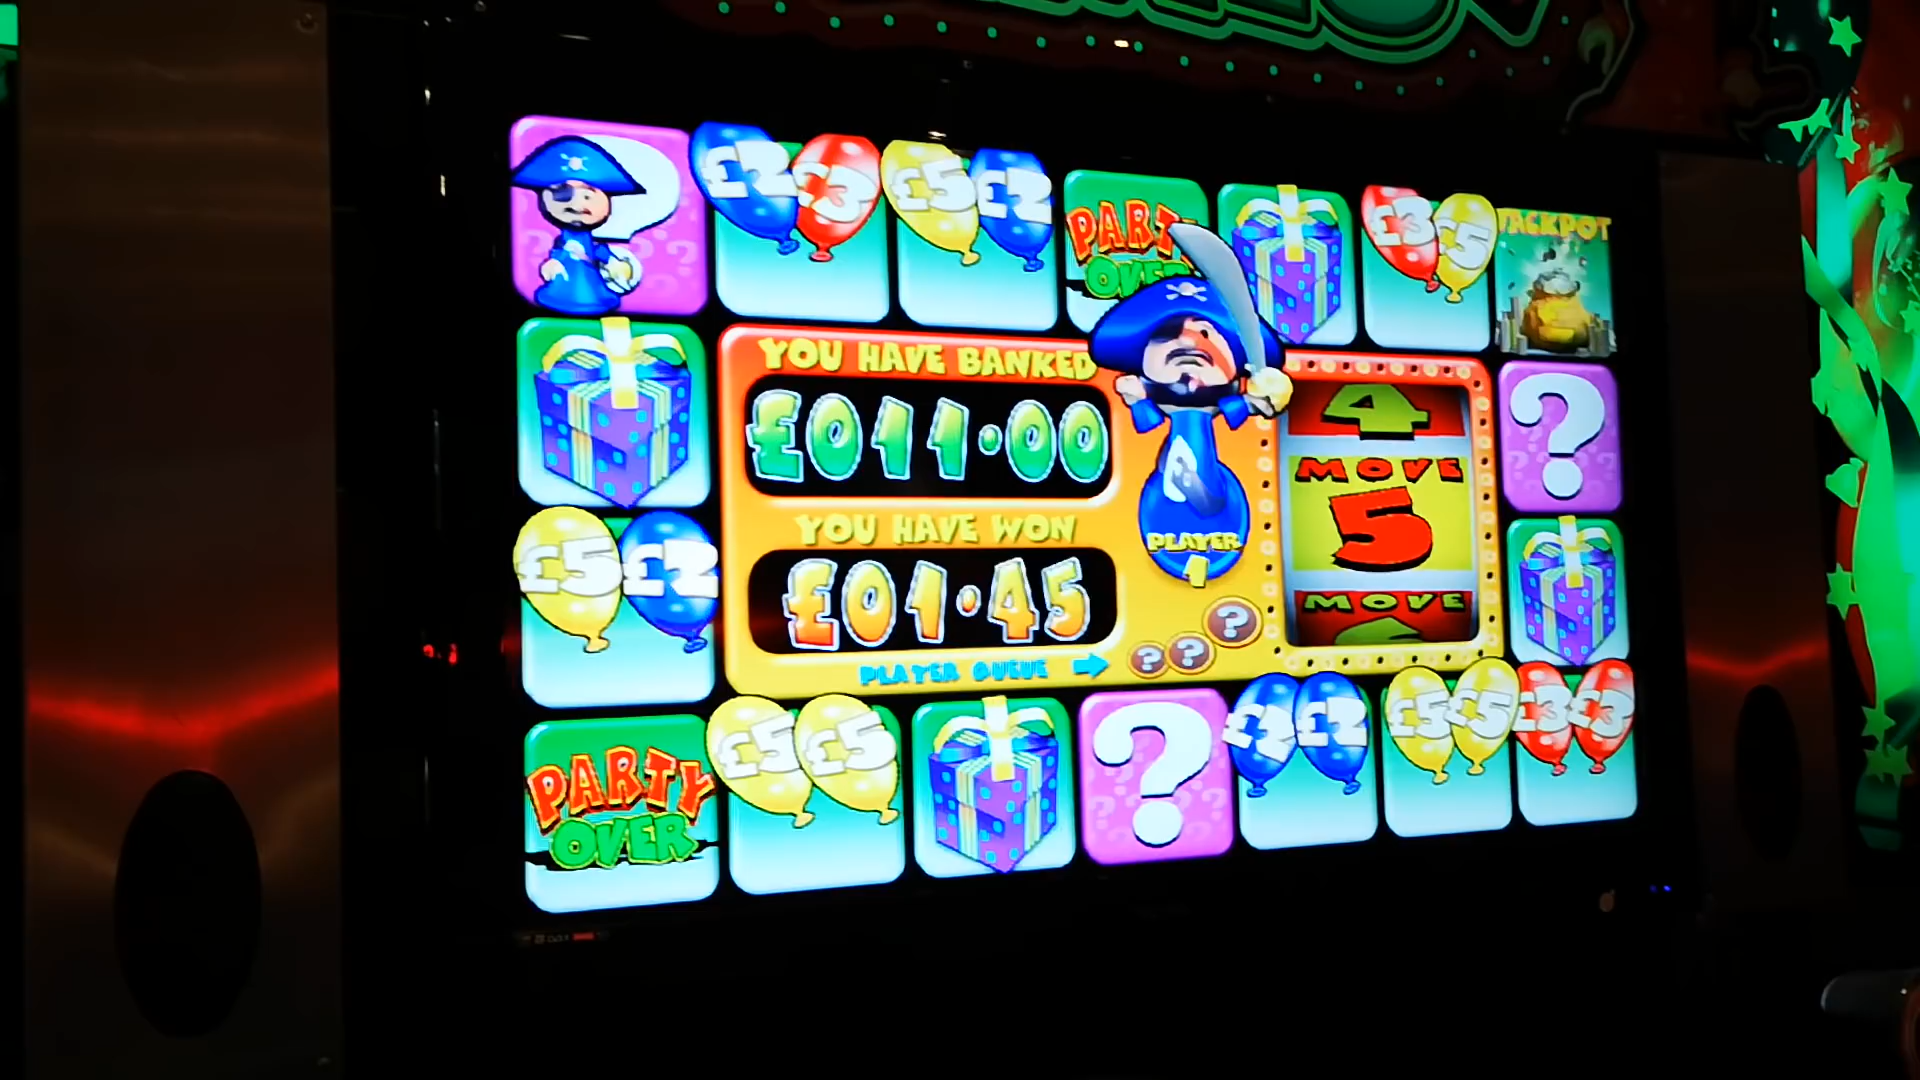 ?
£2 £3
£5 £2
PARTY
OVER
£3 £5
JACKPOT
YOU HAVE BANKED
£011.00
4
MOVE
5
MOVE
?
£5 £2
YOU HAVE WON
£01.45
PLAYER
1
PLAYER QUEUE
? ? ?
PARTY
OVER
£5 £5
?
£2 £2
£5 £5
£3 £3